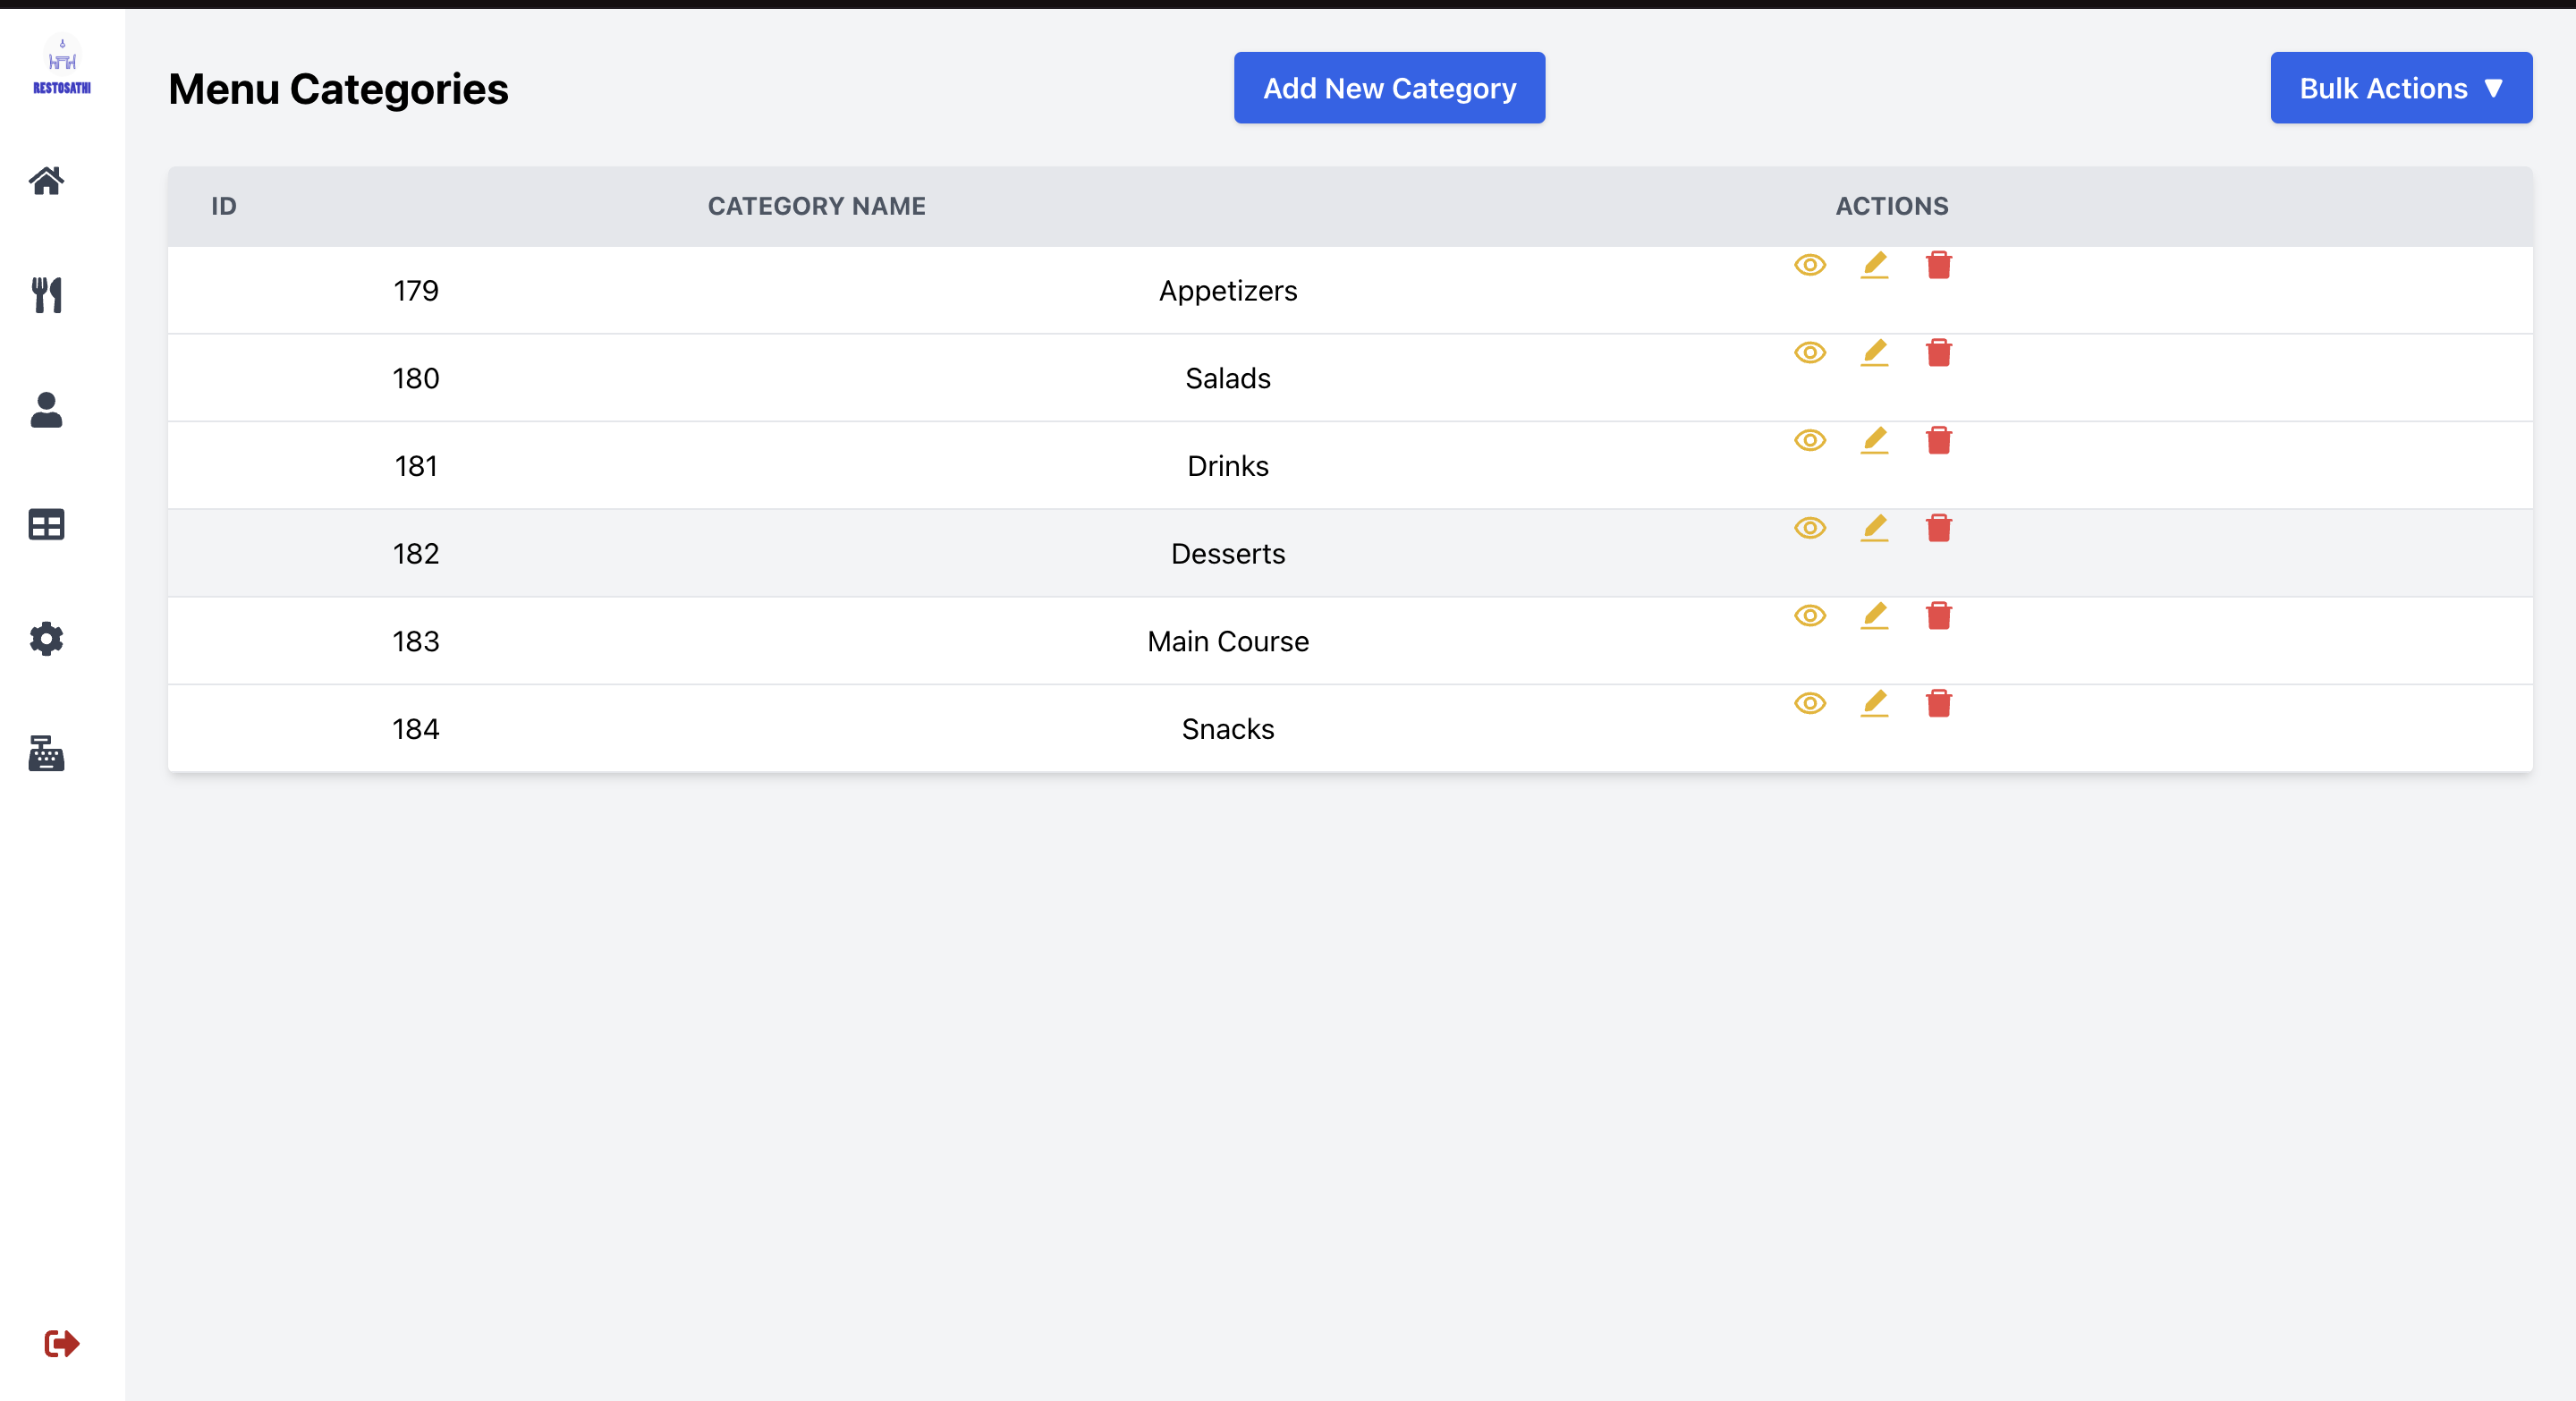 RESTOSATHI
Menu Categories
Add New Category
Bulk Actions ▼
ID CATEGORY NAME ACTIONS
179 Appetizers
180 Salads
181 Drinks
182 Desserts
183 Main Course
184 Snacks